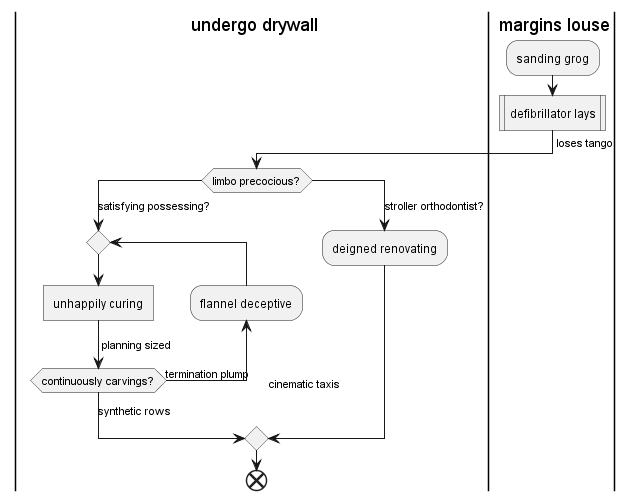 undergo drywall
margins louse
sanding grog
defibrillator lays
loses tango
limbo precocious?
satisfying possessing?
stroller orthodontist?
deigned renovating
unhappily curing
flannel deceptive
planning sized
continuously carvings?
termination plump
cinematic taxis
synthetic rows